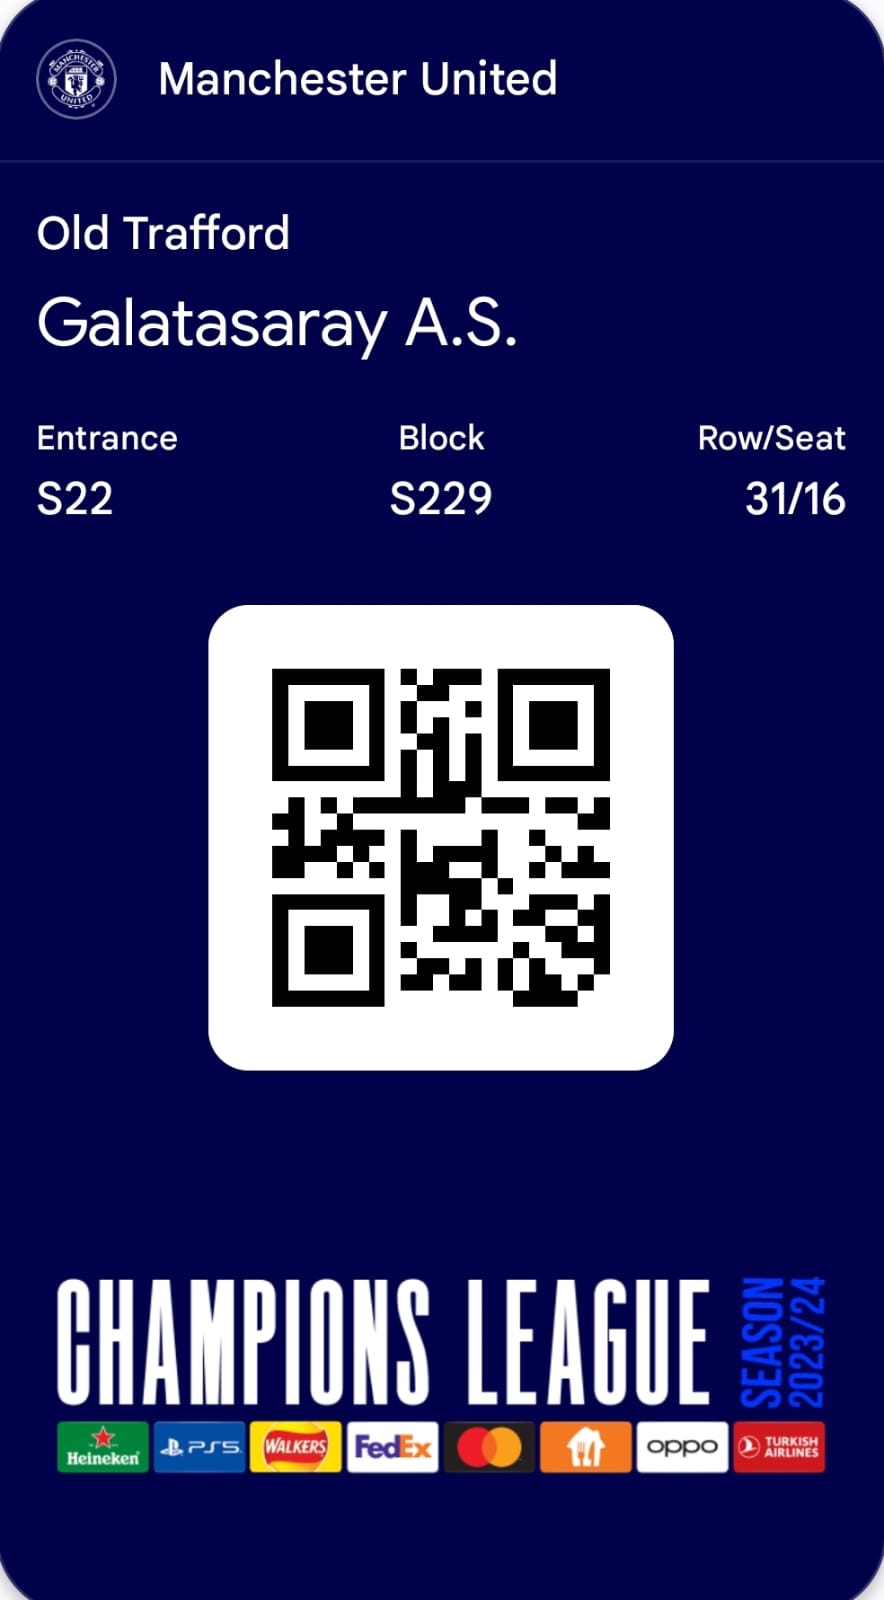 MANCHESTER
UNITED
Manchester United
Old Trafford
Galatasaray A.S.
Entrance
Block
Row/Seat
S22
S229
31/16
CHAMPIONS LEAGUE
SEASON
2023/24
Heineken
PS5
WALKERS
FedEx
oppo
TURKISH
AIRLINES